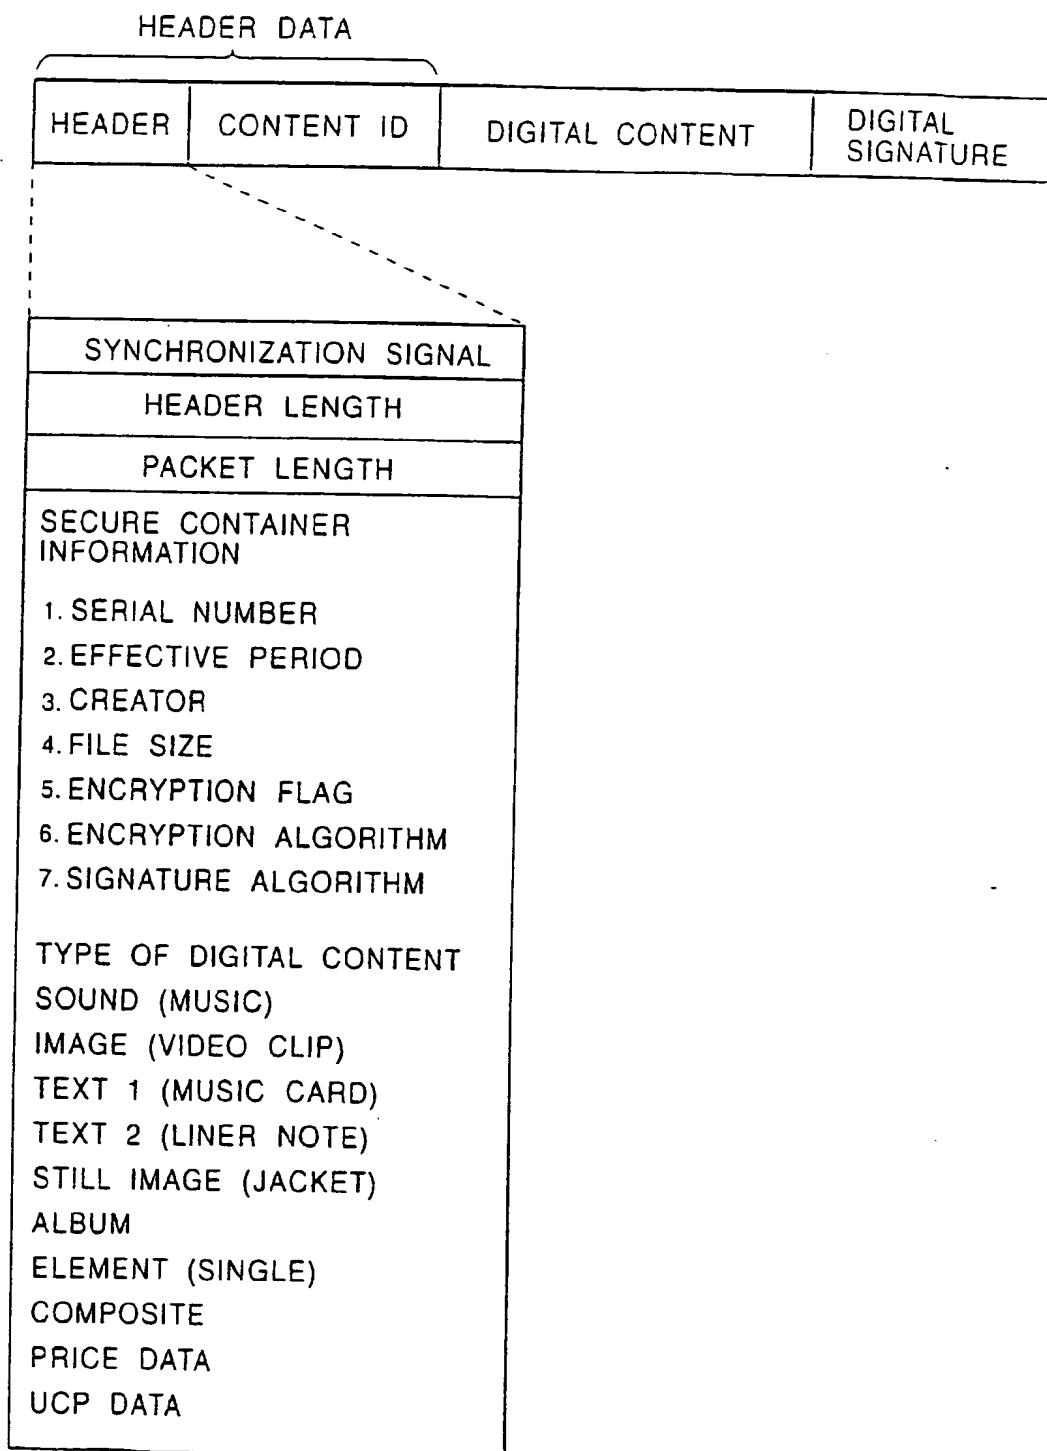 HEADER DATA
HEADER
CONTENT ID
DIGITAL CONTENT
DIGITAL
SIGNATURE
SYNCHRONIZATION SIGNAL
HEADER LENGTH
PACKET LENGTH
SECURE CONTAINER
INFORMATION
1. SERIAL NUMBER
2. EFFECTIVE PERIOD
3. CREATOR
4. FILE SIZE
5. ENCRYPTION FLAG
6. ENCRYPTION ALGORITHM
7. SIGNATURE ALGORITHM
TYPE OF DIGITAL CONTENT
SOUND (MUSIC)
IMAGE (VIDEO CLIP)
TEXT 1 (MUSIC CARD)
TEXT 2 (LINER NOTE)
STILL IMAGE (JACKET)
ALBUM
ELEMENT (SINGLE)
COMPOSITE
PRICE DATA
UCP DATA